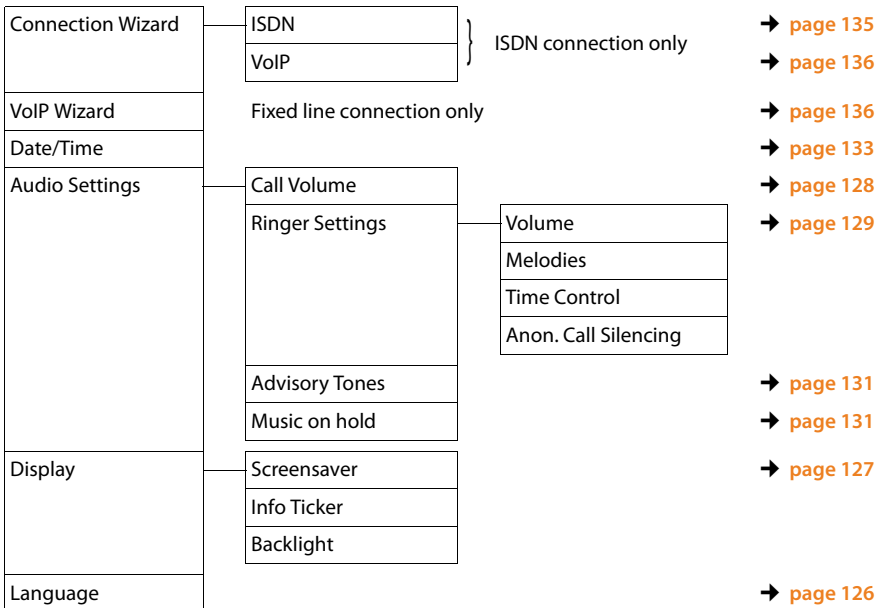 Connection Wizard ISDN ➜ page 135
VoIP ISDN connection only ➜ page 136
VoIP Wizard Fixed line connection only ➜ page 136
Date/Time ➜ page 133
Audio Settings Call Volume ➜ page 128
Ringer Settings Volume ➜ page 129
Melodies
Time Control
Anon. Call Silencing
Advisory Tones ➜ page 131
Music on hold ➜ page 131
Display Screensaver ➜ page 127
Info Ticker
Backlight
Language ➜ page 126